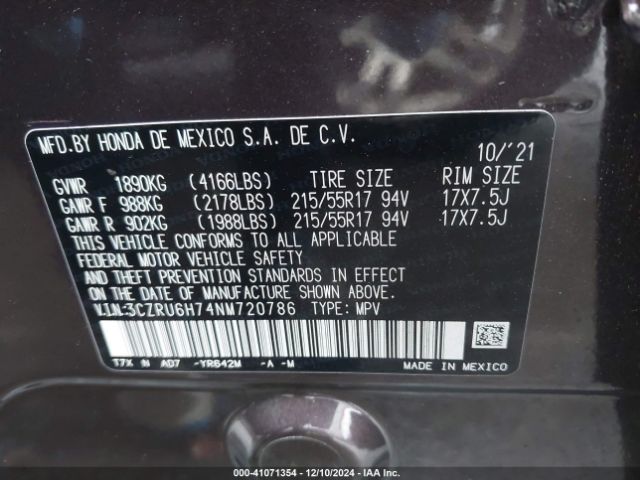 MFD.BY HONDA DE MEXICO S.A. DE C.V.
10/'21
GVWR 1890KG (4166LBS) TIRE SIZE RIM SIZE
GAWR F 988KG (2178LBS) 215/55R17 94V 17X7.5J
GAWR R 902KG (1988LBS) 215/55R17 94V 17X7.5J
THIS VEHICLE CONFORMS TO ALL APPLICABLE
FEDERAL MOTOR VEHICLE SAFETY
AND THEFT PREVENTION STANDARDS IN EFFECT
ON DATE OF MANUFACTURE SHOWN ABOVE.
V.I.N:3CZRU6H74NM720786 TYPE: MPV
T7X N AD7 -YR642M -A -M MADE IN MEXICO
000-41071354 - 12/10/2024 - IAA Inc.